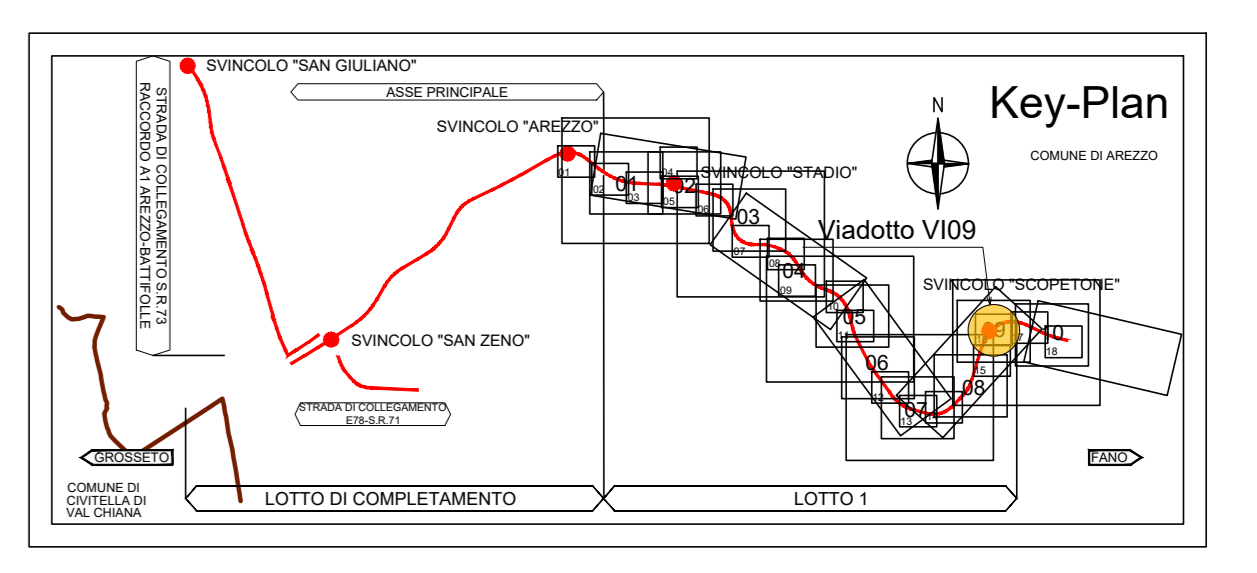 SVINCOLO "SAN GIULIANO"
STRADA DI COLLEGAMENTO S.R.73
RACCORDO A1 AREZZO-BATTIFOLLE
ASSE PRINCIPALE
Key-Plan
N
COMUNE DI AREZZO
SVINCOLO "AREZZO"
SVINCOLO "STADIO"
01
02
03
04
05
06
01
02
03
07
Viadotto VI09
08
04
09
SVINCOLO "SCOPETONE"
10
05
11
SVINCOLO "SAN ZENO"
06
12
07
13
08
15
18
STRADA DI COLLEGAMENTO
E78-S.R.71
GROSSETO
FANO
COMUNE DI
CIVITELLA DI
VAL CHIANA
LOTTO DI COMPLETAMENTO
LOTTO 1